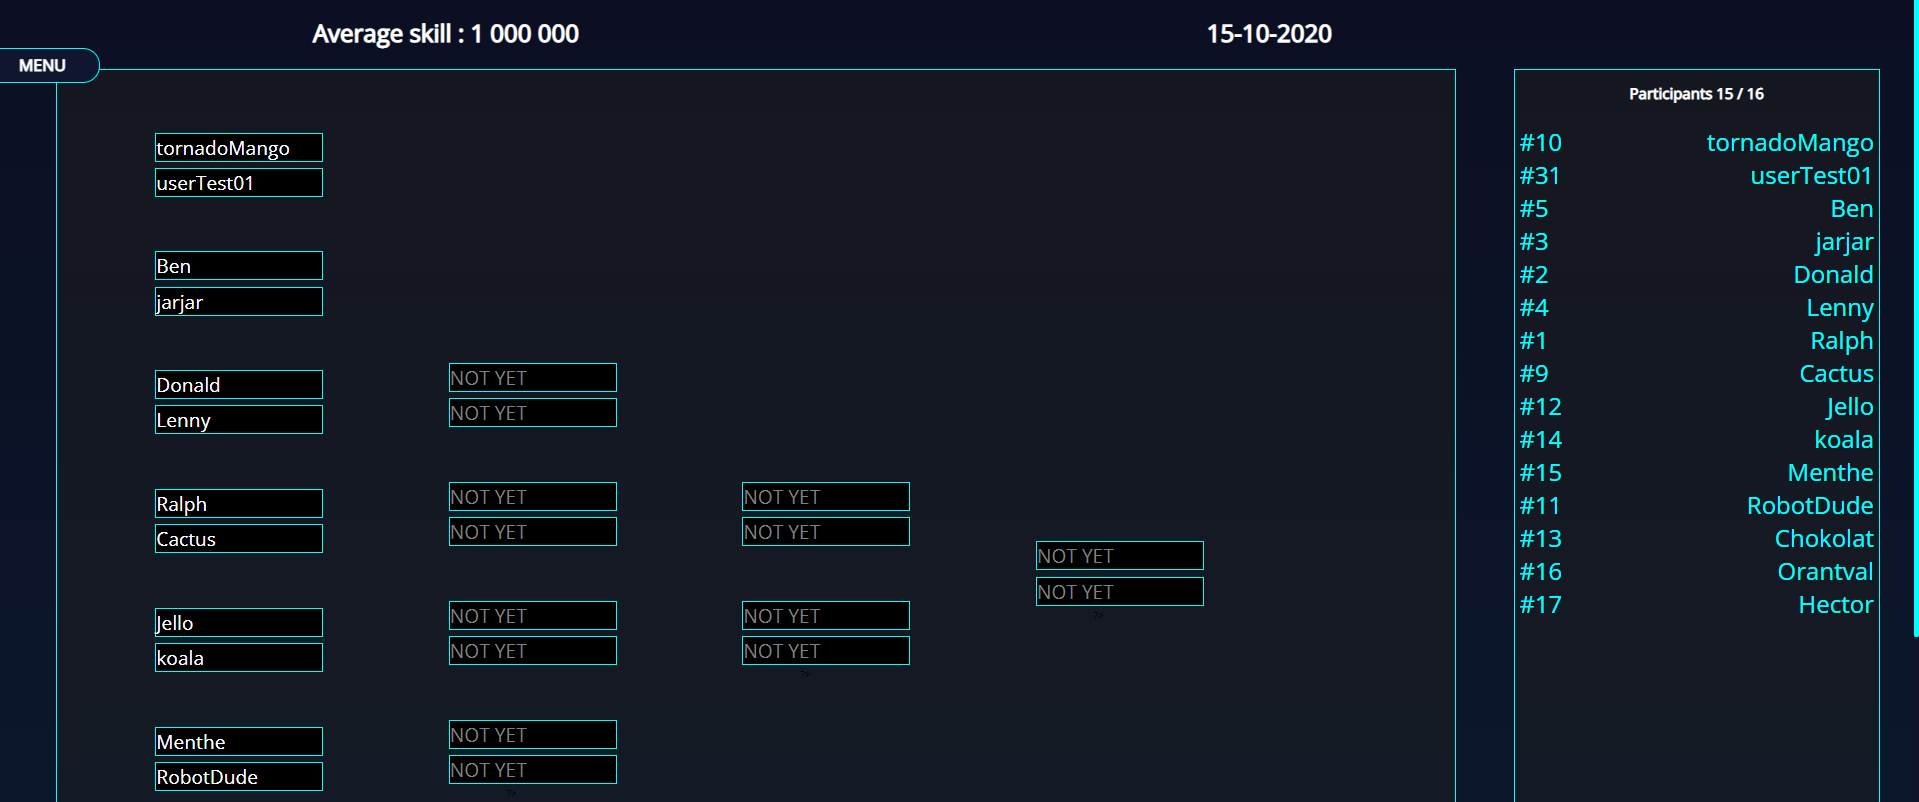 Average skill : 1 000 000
15-10-2020
MENU
tornadoMango
userTest01
Ben
jarjar
Donald
Lenny
Ralph
Cactus
Jello
koala
Menthe
RobotDude
NOT YET
NOT YET
NOT YET
NOT YET
NOT YET
NOT YET
NOT YET
NOT YET
?>
NOT YET
NOT YET
NOT YET
NOT YET
?>
NOT YET
NOT YET
?>
Participants 15 / 16
#10 tornadoMango
#31 userTest01
#5 Ben
#3 jarjar
#2 Donald
#4 Lenny
#1 Ralph
#9 Cactus
#12 Jello
#14 koala
#15 Menthe
#11 RobotDude
#13 Chokolat
#16 Orantval
#17 Hector